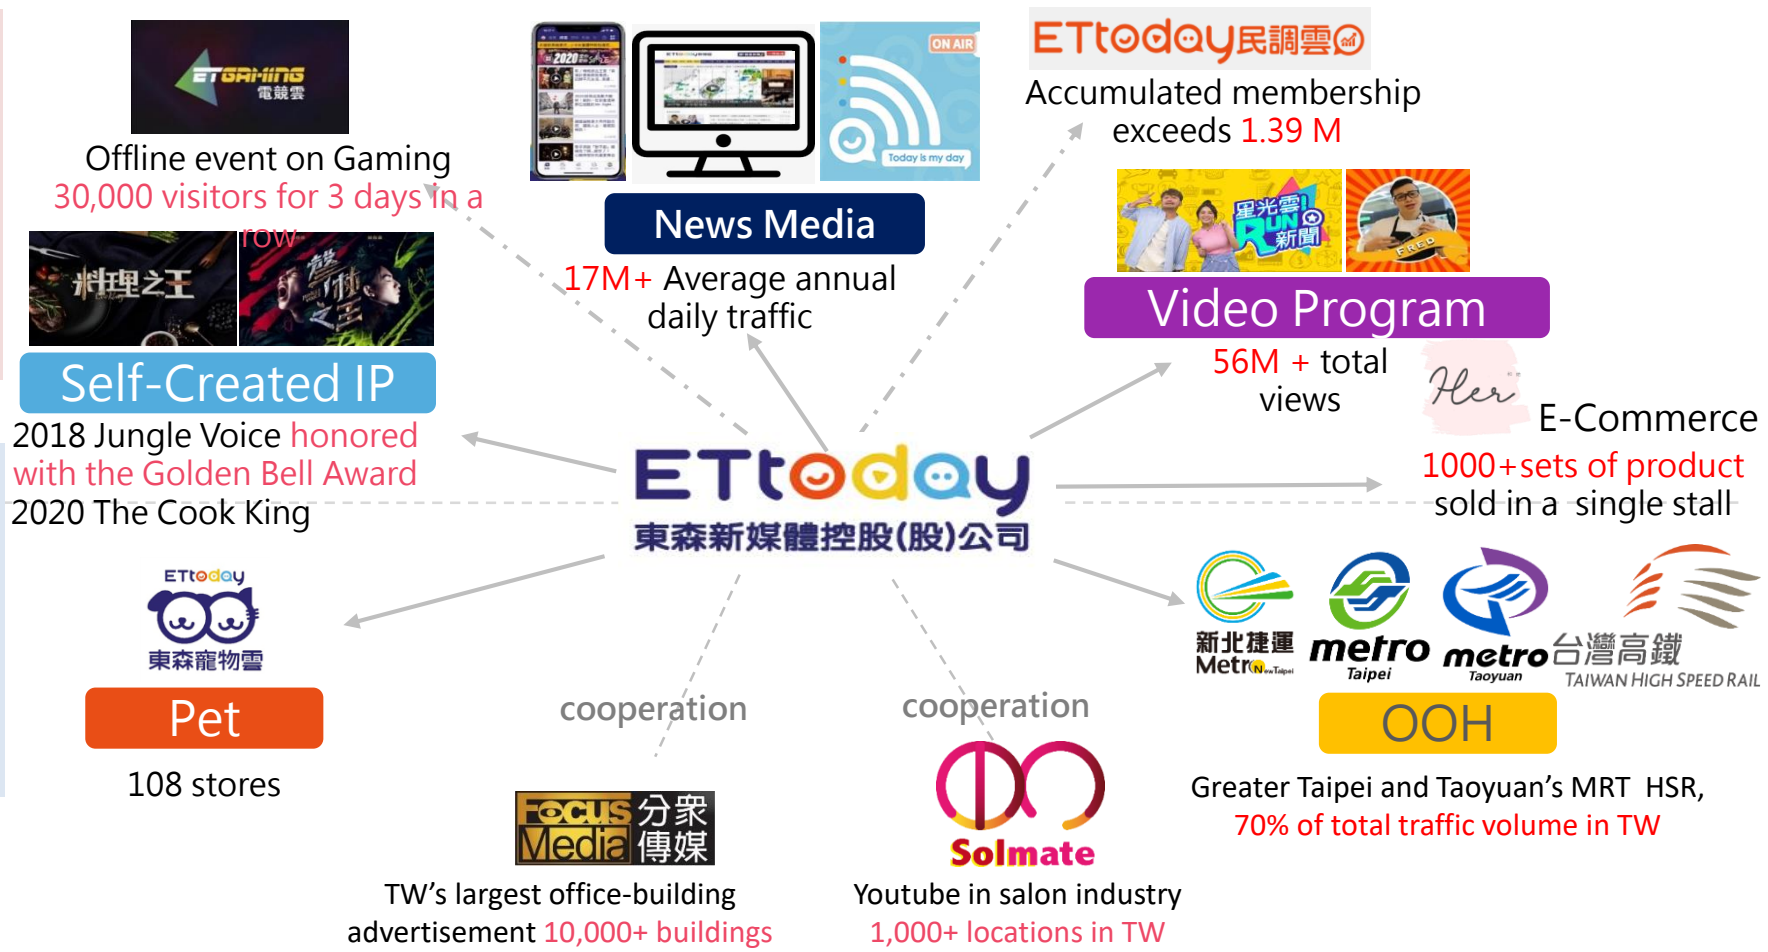 ETGAMING
電競雲
Offline event on Gaming
30,000 visitors for 3 days in a
row
料理之王
聲林之王
Self-Created IP
2018 Jungle Voice honored
with the Golden Bell Award
2020 The Cook King
2020
ON AIR
Today is my day
News Media
17M+ Average annual
daily traffic
ETtoday民調雲
Accumulated membership
exceeds 1.39 M
星光雲!
RUN
新聞
FRED
Video Program
56M + total
views
Her
E-Commerce
1000+sets of product
sold in a single stall
ETtoday
東森新媒體控股(股)公司
ETtoday
東森寵物雲
Pet
108 stores
cooperation
Focus
Media
分眾
傳媒
TW's largest office-building
advertisement 10,000+ buildings
cooperation
Solmate
Youtube in salon industry
1,000+ locations in TW
新北捷運
Metro New Taipei
metro
Taipei
metro
Taoyuan
台灣高鐵
TAIWAN HIGH SPEED RAIL
OOH
Greater Taipei and Taoyuan's MRT HSR,
70% of total traffic volume in TW